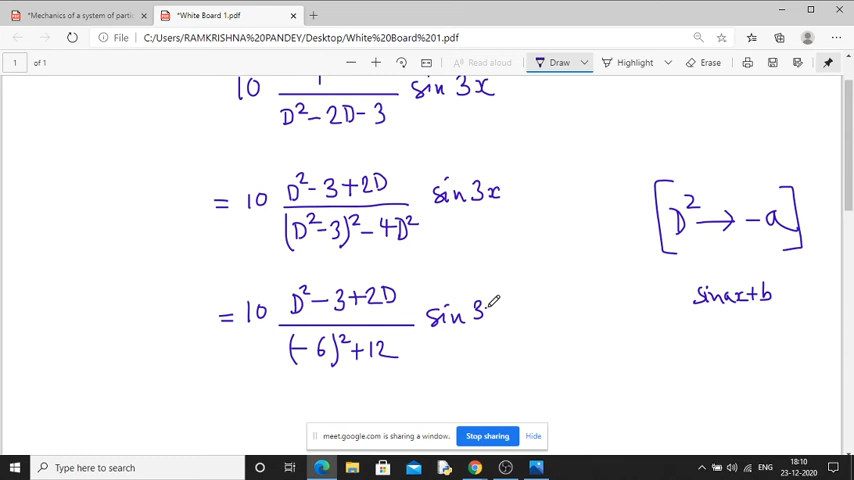 *Mechanics of a system of partic
*White Board 1.pdf
File C:/Users/RAMKRISHNA%20PANDEY/Desktop/White%20Board%201.pdf
1 of 1
Read aloud
Draw
Highlight
Erase
10 1/(D² - 2D - 3) sin 3x
= 10 (D² - 3 + 2D)/((D² - 3)² - 4D²) sin 3x
[D² → -a]
sin ax + b
= 10 (D² - 3 + 2D)/((-6)² + 12) sin 3
meet.google.com is sharing a window. Stop sharing Hide
Type here to search
ENG
18:10
23-12-2020